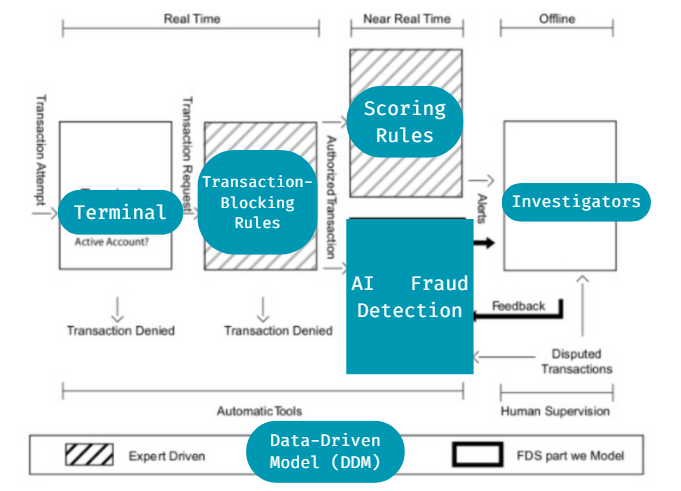 Real Time
Near Real Time
Offline
Transaction Attempt
Transaction Request
Authorized Transaction
Alerts
Scoring
Rules
Terminal
Active Account?
Transaction-
Blocking
Rules
Investigators
AI Fraud
Detection
Feedback
Transaction Denied
Transaction Denied
Disputed
Transactions
Automatic Tools
Human Supervision
Expert Driven
Data-Driven
Model (DDM)
FDS part we Model